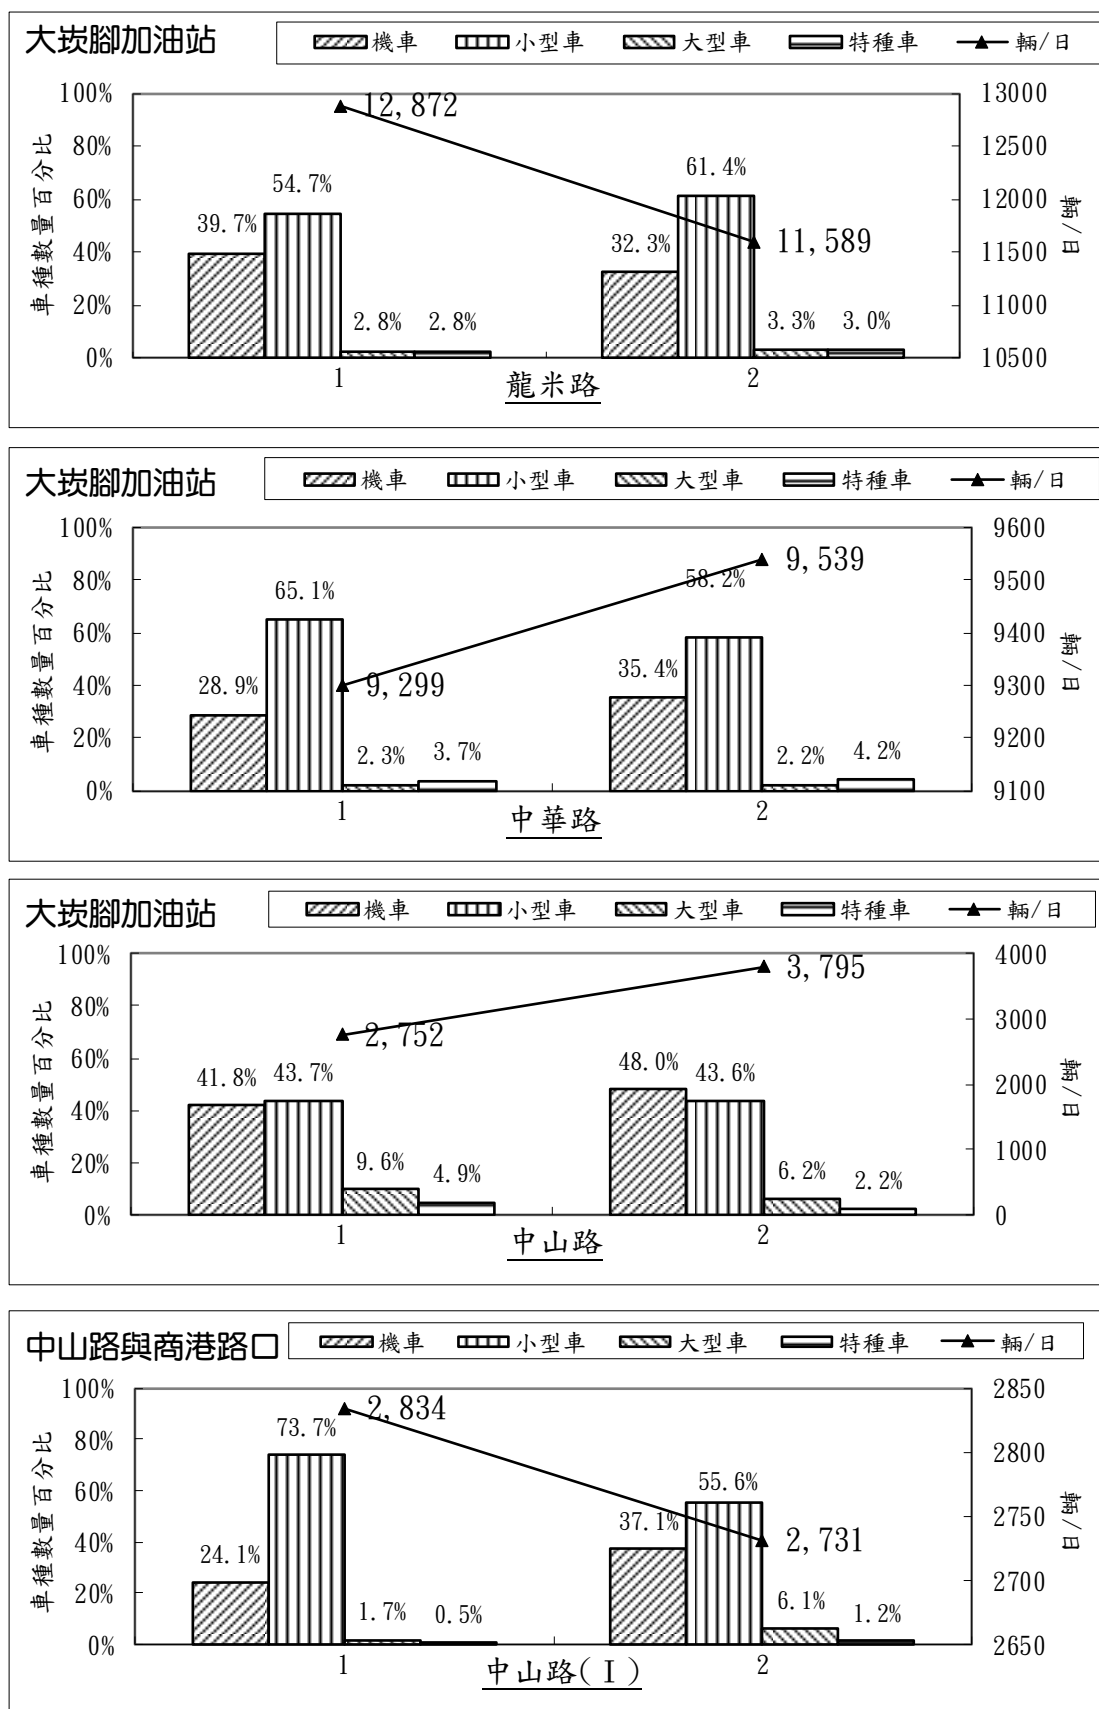 大崁腳加油站
機車 小型車 大型車 特種車 輛/日
車種數量百分比
100%
80%
60%
40%
20%
0%
39.7% 54.7% 2.8% 2.8%
32.3% 61.4% 3.3% 3.0%
12,872
11,589
13000
12500
12000
11500
11000
10500
輛/日
1 2
龍米路
大崁腳加油站
機車 小型車 大型車 特種車 輛/日
車種數量百分比
100%
80%
60%
40%
20%
0%
28.9% 65.1% 2.3% 3.7%
35.4% 58.2% 2.2% 4.2%
9,299
9,539
9600
9500
9400
9300
9200
9100
輛/日
1 2
中華路
大崁腳加油站
機車 小型車 大型車 特種車 輛/日
車種數量百分比
100%
80%
60%
40%
20%
0%
41.8% 43.7% 9.6% 4.9%
48.0% 43.6% 6.2% 2.2%
2,752
3,795
4000
3000
2000
1000
0
輛/日
1 2
中山路
中山路與商港路口
機車 小型車 大型車 特種車 輛/日
車種數量百分比
100%
80%
60%
40%
20%
0%
24.1% 73.7% 1.7% 0.5%
37.1% 55.6% 6.1% 1.2%
2,834
2,731
2850
2800
2750
2700
2650
輛/日
1 2
中山路(Ⅰ)